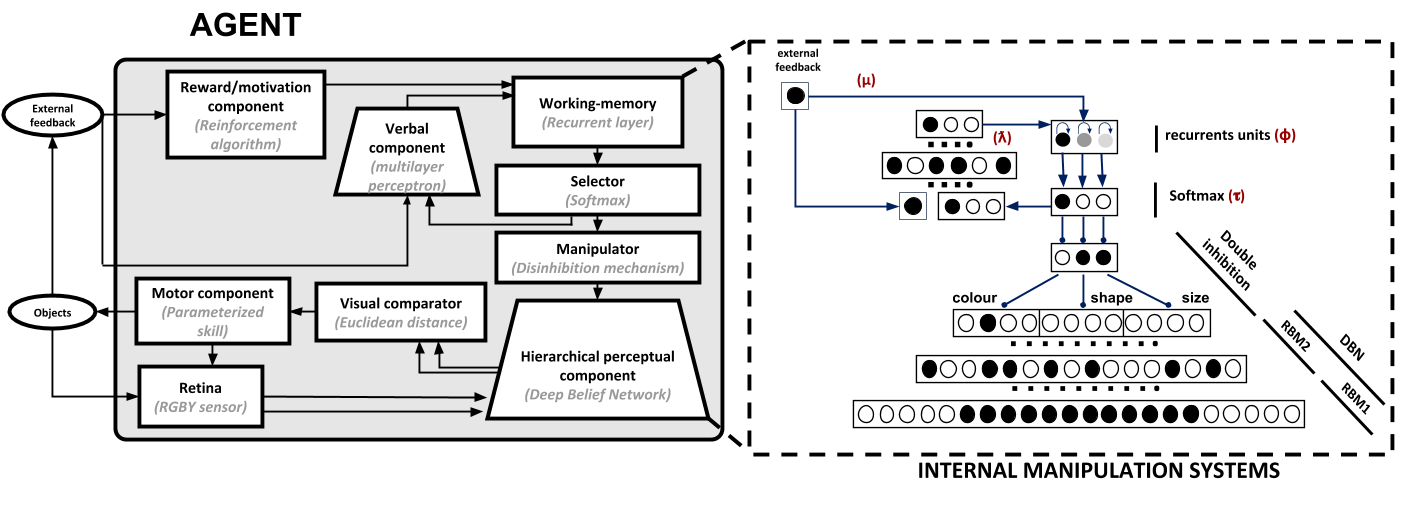 AGENT
External
feedback
Reward/motivation
component
(Reinforcement
algorithm)
Verbal
component
(multilayer
perceptron)
Working-memory
(Recurrent layer)
Selector
(Softmax)
Manipulator
(Disinhibition mechanism)
Motor component
(Parameterized
skill)
Visual comparator
(Euclidean distance)
Objects
Hierarchical perceptual
component
(Deep Belief Network)
Retina
(RGBY sensor)
external
feedback
(μ)
(ƛ)
recurrents units (ϕ)
Softmax (τ)
Double
inhibition
colour
shape
size
RBM2
DBN
RBM1
INTERNAL MANIPULATION SYSTEMS